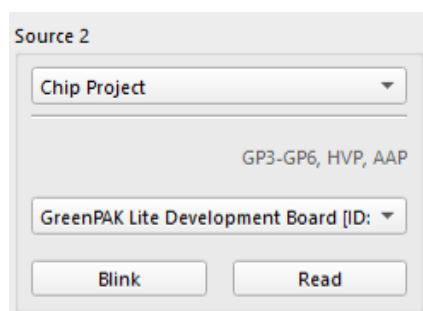 Source 2
Chip Project
GP3-GP6, HVP, AAP
GreenPAK Lite Development Board [ID:
Blink Read